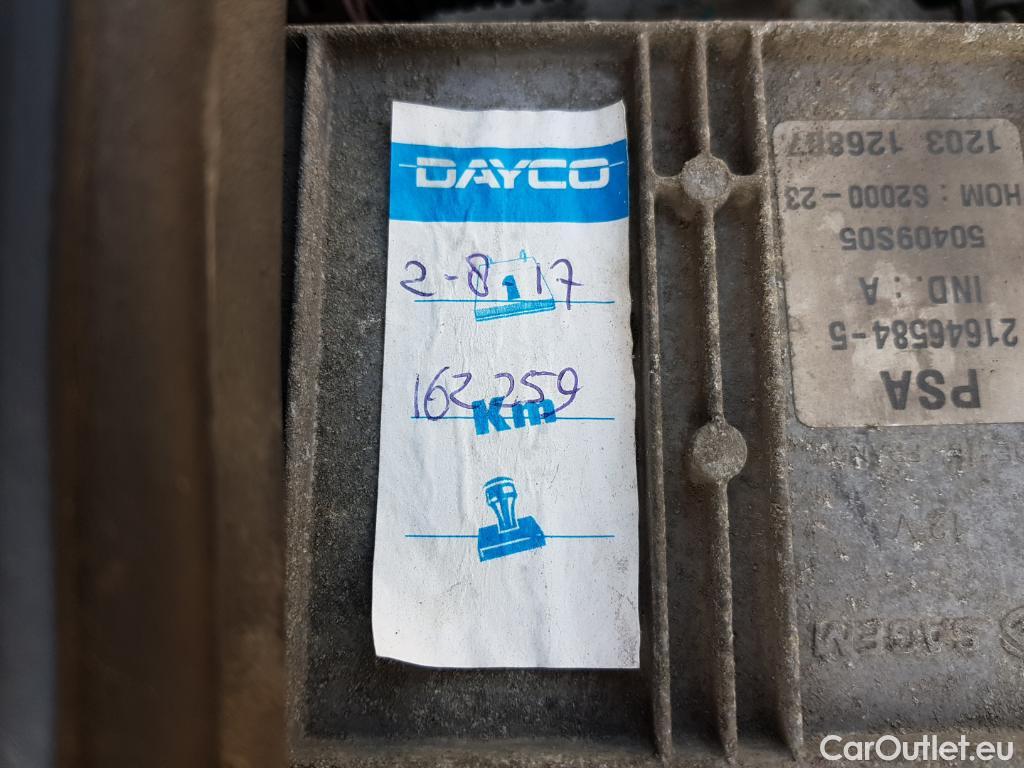 DAYCO
2-8 17
162 259
Km
PSA
21646584-5
IND.: A
50409S05
HOM : S2000-23
1203 126887
12V
SAGEM
CarOutlet.eu